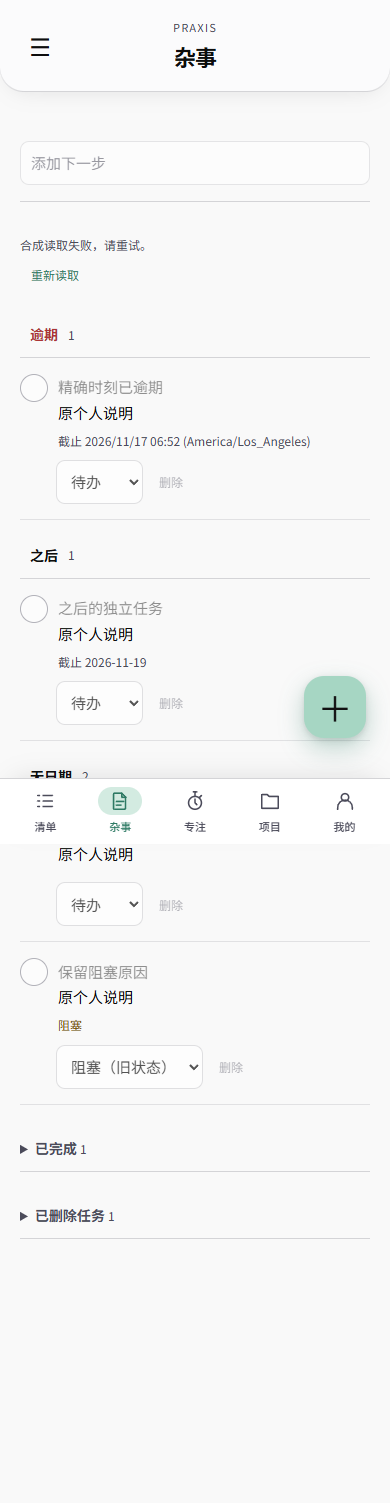 PRAXIS
杂事
添加下一步
合成读取失败，请重试。
重新读取
逾期 1
精确时刻已逾期
原个人说明
截止 2026/11/17 06:52 (America/Los_Angeles)
待办 删除
之后 1
之后的独立任务
原个人说明
截止 2026-11-19
待办 删除
无日期 2
清单 杂事 专注 项目 我的
原个人说明
待办 删除
保留阻塞原因
原个人说明
阻塞
阻塞（旧状态） 删除
已完成 1
已删除任务 1